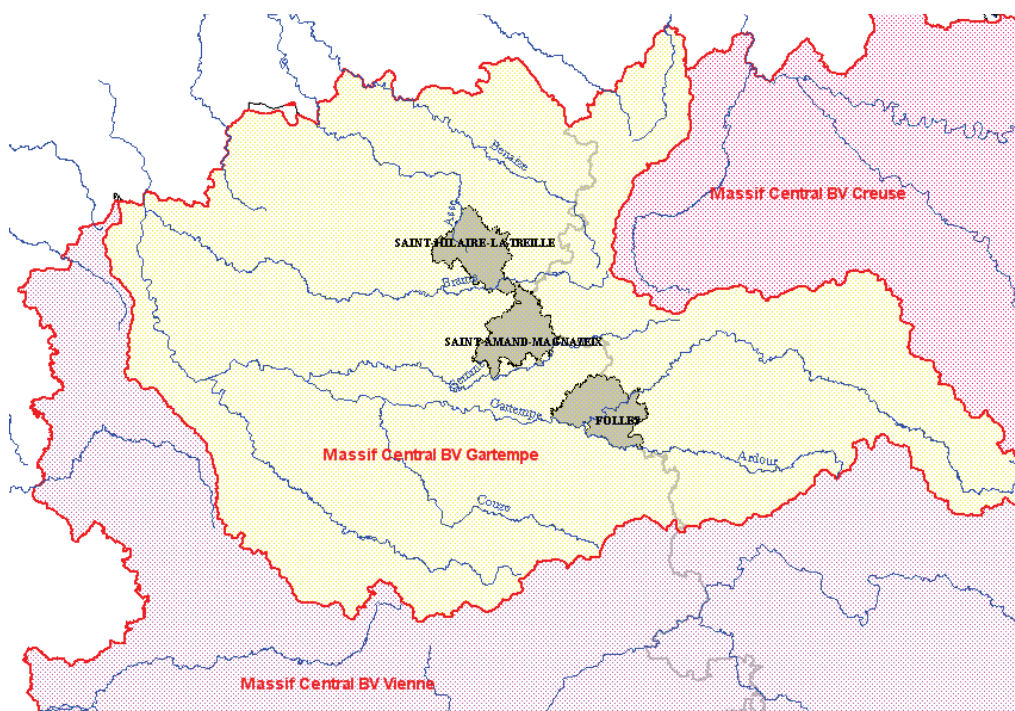 Benaize
Massif Central BV Creuse
Asse
SAINT-HILAIRE-LA-TREILLE
Brame
SAINT-AMAND-MAGNAZEIX
Semme
Gartempe
FOLLES
Massif Central BV Gartempe
Ardour
Couze
Massif Central BV Vienne